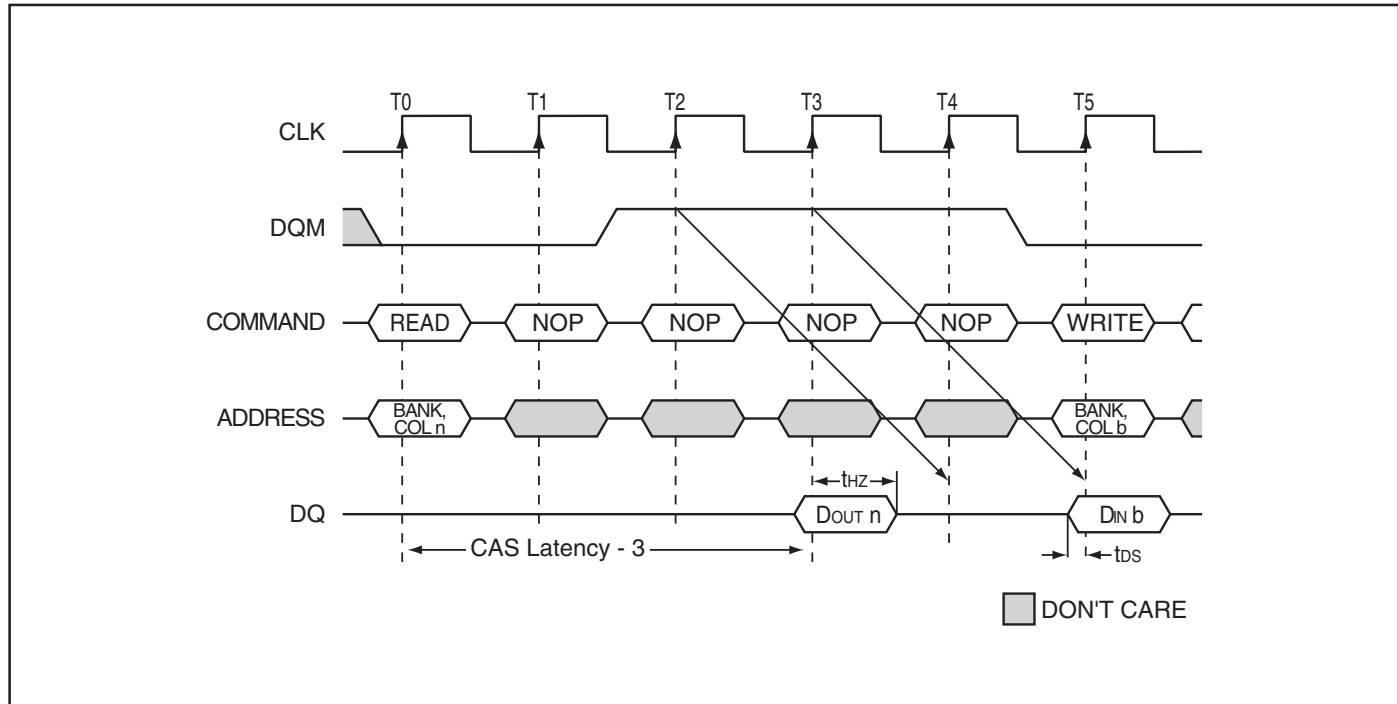 T0 T1 T2 T3 T4 T5
CLK
DQM
COMMAND READ NOP NOP NOP NOP WRITE
ADDRESS BANK, COL n BANK, COL b
tHZ
DQ DOUT n DIN b
CAS Latency - 3 tDS
DON'T CARE